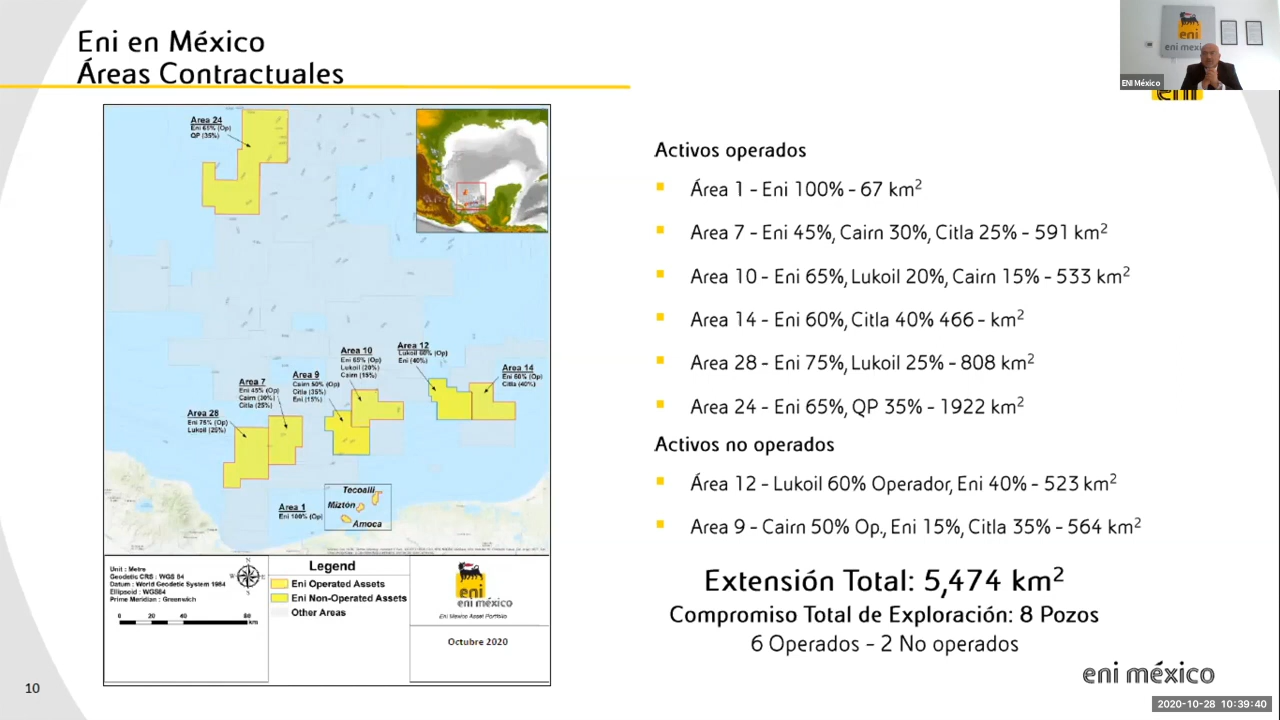 Eni en México
Áreas Contractuales
eni
eni mexi
ENI México
eni
Area 24
Eni 65% (Op)
QP (35%)
Area 12
Lukoil 60% (Op)
Eni (40%)
Area 10
Eni 65% (Op)
Lukoil (20%)
Cairn (15%)
Area 14
Eni 60% (Op)
Citla (40%)
Area 9
Cairn 50% (Op)
Citla (35%)
Eni (15%)
Area 7
Eni 45% (Op)
Cairn (30%)
Citla (25%)
Area 28
Eni 75% (Op)
Lukoil (25%)
Area 1
Eni 100% (Op)
Tecoalli
Mizton
Amoca
Unit : Metre
Geodetic CRS : WGS 84
Datum : World Geodetic System 1984
Ellipsoid : WGS84
Prime Meridian : Greenwich
N
W
E
S
0 20 40 80
km
Legend
Eni Operated Assets
Eni Non-Operated Assets
Other Areas
eni
eni méxico
Eni Mexico Asset Portfolio
Octubre 2020
Activos operados
Área 1 - Eni 100% - 67 km²
Area 7 - Eni 45%, Cairn 30%, Citla 25% - 591 km²
Area 10 - Eni 65%, Lukoil 20%, Cairn 15% - 533 km²
Area 14 - Eni 60%, Citla 40% 466 - km²
Area 28 - Eni 75%, Lukoil 25% - 808 km²
Area 24 - Eni 65%, QP 35% - 1922 km²
Activos no operados
Área 12 - Lukoil 60% Operador, Eni 40% - 523 km²
Area 9 - Cairn 50% Op., Eni 15%, Citla 35% - 564 km²
Extensión Total: 5,474 km²
Compromiso Total de Exploración: 8 Pozos
6 Operados - 2 No operados
eni méxico
10
2020-10-28 10:39:40